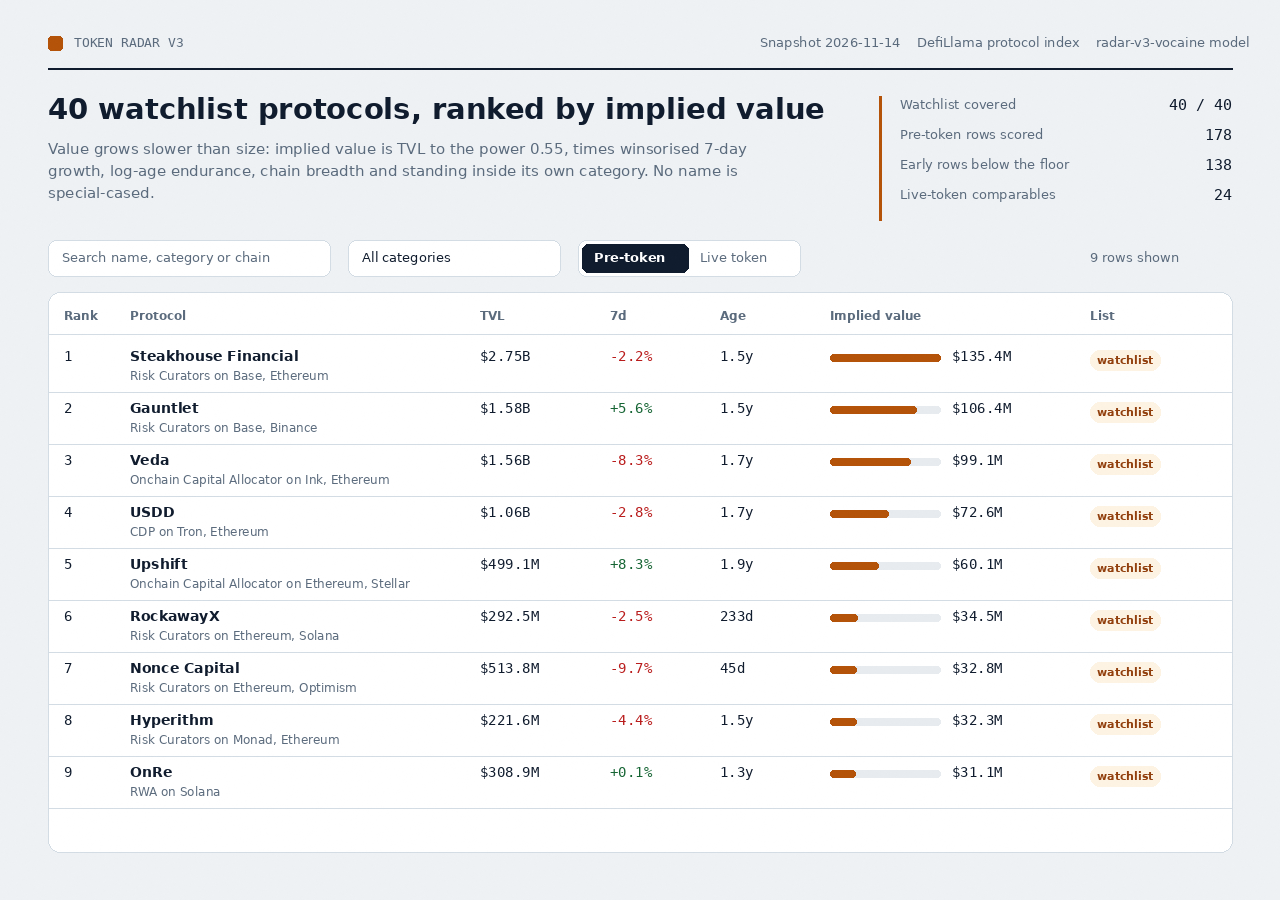 TOKEN RADAR V3
Snapshot 2026-11-14 DefiLlama protocol index radar-v3-vocaine model
40 watchlist protocols, ranked by implied value
Value grows slower than size: implied value is TVL to the power 0.55, times winsorised 7-day
growth, log-age endurance, chain breadth and standing inside its own category. No name is
special-cased.
Watchlist covered 40 / 40
Pre-token rows scored 178
Early rows below the floor 138
Live-token comparables 24
Search name, category or chain All categories Pre-token Live token 9 rows shown
Rank Protocol TVL 7d Age Implied value List
1 Steakhouse Financial $2.75B -2.2% 1.5y $135.4M watchlist
Risk Curators on Base, Ethereum
2 Gauntlet $1.58B +5.6% 1.5y $106.4M watchlist
Risk Curators on Base, Binance
3 Veda $1.56B -8.3% 1.7y $99.1M watchlist
Onchain Capital Allocator on Ink, Ethereum
4 USDD $1.06B -2.8% 1.7y $72.6M watchlist
CDP on Tron, Ethereum
5 Upshift $499.1M +8.3% 1.9y $60.1M watchlist
Onchain Capital Allocator on Ethereum, Stellar
6 RockawayX $292.5M -2.5% 233d $34.5M watchlist
Risk Curators on Ethereum, Solana
7 Nonce Capital $513.8M -9.7% 45d $32.8M watchlist
Risk Curators on Ethereum, Optimism
8 Hyperithm $221.6M -4.4% 1.5y $32.3M watchlist
Risk Curators on Monad, Ethereum
9 OnRe $308.9M +0.1% 1.3y $31.1M watchlist
RWA on Solana